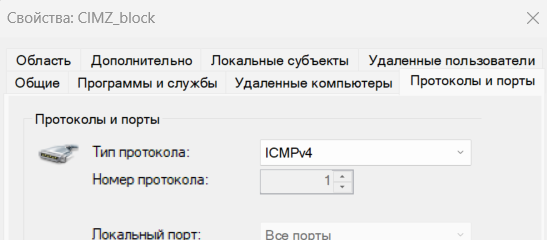 Свойства: CIMZ_block
Область Дополнительно Локальные субъекты Удаленные пользователи
Общие Программы и службы Удаленные компьютеры Протоколы и порты
Протоколы и порты
Тип протокола: ICMPv4
Номер протокола: 1
Локальный порт: Все порты